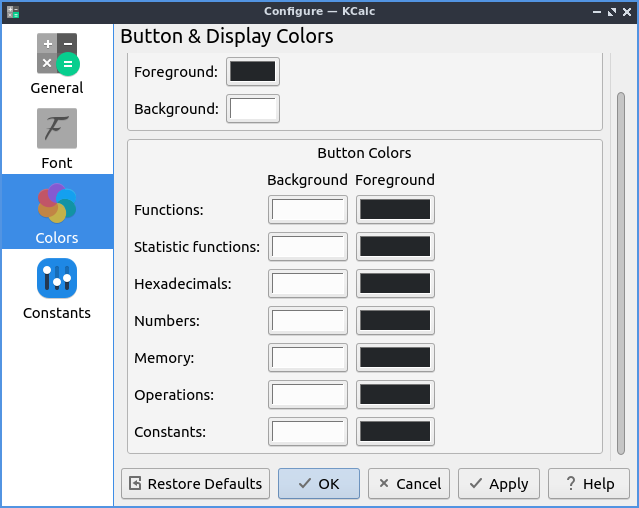 Configure — KCalc
General
Font
Colors
Constants
Button & Display Colors
Foreground:
Background:
Button Colors
Background Foreground
Functions:
Statistic functions:
Hexadecimals:
Numbers:
Memory:
Operations:
Constants:
Restore Defaults OK Cancel Apply ? Help